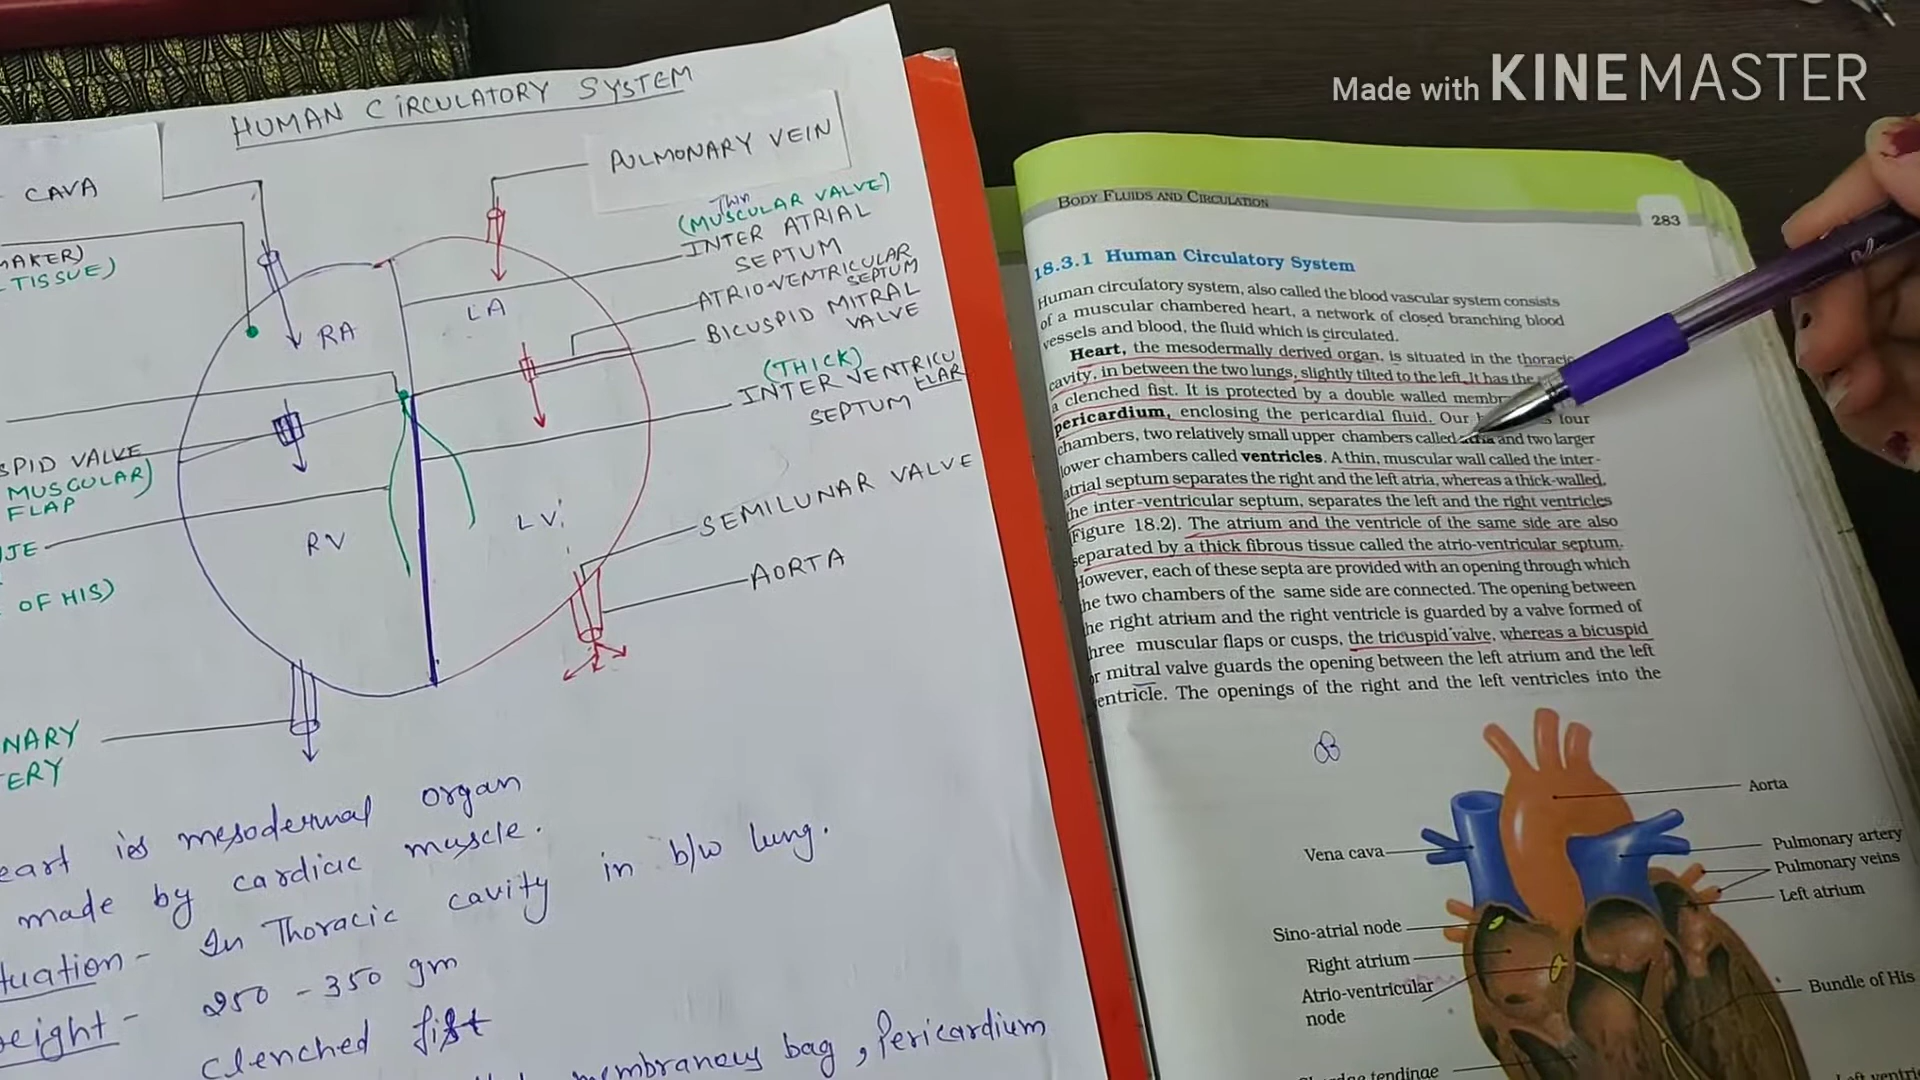 Made with KINEMASTER
HUMAN CIRCULATORY SYSTEM
CAVA
PULMONARY VEIN
Thin
(MUSCULAR VALVE)
INTER ATRIAL
SEPTUM
ATRIO-VENTRICULAR
SEPTUM
BICUSPID MITRAL
VALVE
(THICK)
INTER VENTRICU
LAR
SEPTUM
SEMILUNAR VALVE
AORTA
MAKER)
TISSUE)
RA
LA
SPID VALVE
MUSCULAR)
FLAP
RV
LV
JE
OF HIS)
NARY
ERY
eart is mesodermal organ
made by cardiac muscle.
tuation - In Thoracic cavity in b/w lung.
eight - 250 - 350 gm
clenched fist
membraneous bag, Pericardium
BODY FLUIDS AND CIRCULATION
283
18.3.1 Human Circulatory System
Human circulatory system, also called the blood vascular system consists
of a muscular chambered heart, a network of closed branching blood
vessels and blood, the fluid which is circulated.
Heart, the mesodermally derived organ, is situated in the thoracic
cavity, in between the two lungs, slightly tilted to the left. It has the
a clenched fist. It is protected by a double walled membr
pericardium, enclosing the pericardial fluid. Our four
chambers, two relatively small upper chambers called atria and two larger
lower chambers called ventricles. A thin, muscular wall called the inter-
atrial septum separates the right and the left atria, whereas a thick-walled,
the inter-ventricular septum, separates the left and the right ventricles
(Figure 18.2). The atrium and the ventricle of the same side are also
separated by a thick fibrous tissue called the atrio-ventricular septum.
However, each of these septa are provided with an opening through which
the two chambers of the same side are connected. The opening between
he right atrium and the right ventricle is guarded by a valve formed of
hree muscular flaps or cusps, the tricuspid valve, whereas a bicuspid
r mitral valve guards the opening between the left atrium and the left
entricle. The openings of the right and the left ventricles into the
Aorta
Vena cava
Pulmonary artery
Pulmonary veins
Left atrium
Sino-atrial node
Right atrium
Atrio-ventricular
node
Bundle of His
tendinae